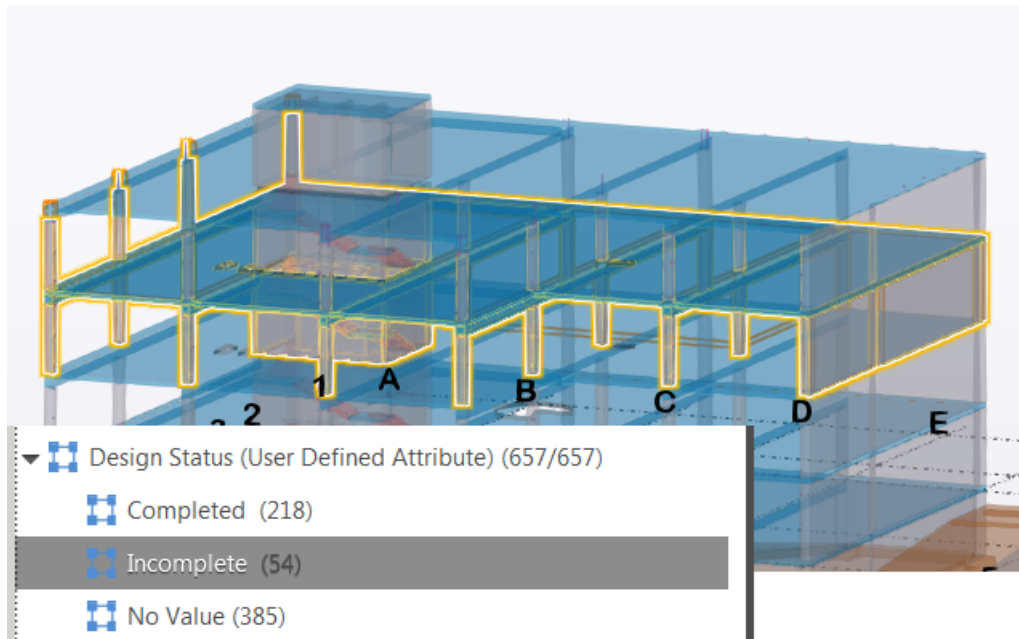 1
A
B
2
C
D
E
Design Status (User Defined Attribute) (657/657)
Completed (218)
Incomplete (54)
No Value (385)